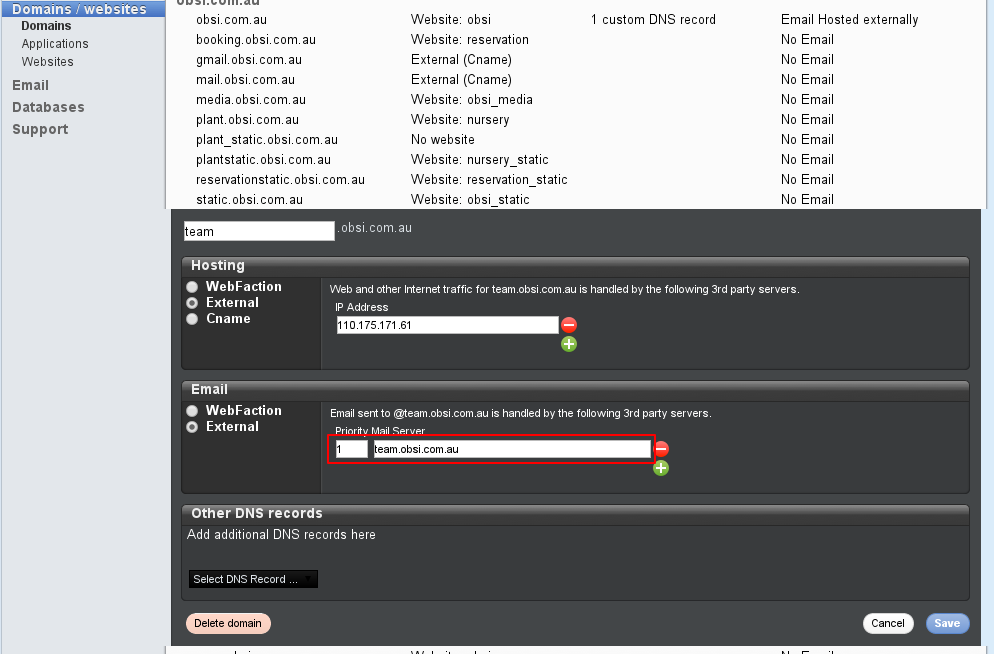 Domains / websites
Domains
Applications
Websites
Email
Databases
Support
obsi.com.au
obsi.com.au Website: obsi 1 custom DNS record Email Hosted externally
booking.obsi.com.au Website: reservation No Email
gmail.obsi.com.au External (Cname) No Email
mail.obsi.com.au External (Cname) No Email
media.obsi.com.au Website: obsi_media No Email
plant.obsi.com.au Website: nursery No Email
plant_static.obsi.com.au No website No Email
plantstatic.obsi.com.au Website: nursery_static No Email
reservationstatic.obsi.com.au Website: reservation_static No Email
static.obsi.com.au Website: obsi_static No Email
team .obsi.com.au
Hosting
WebFaction
External
Cname
Web and other Internet traffic for team.obsi.com.au is handled by the following 3rd party servers.
IP Address
110.175.171.61
Email
WebFaction
External
Email sent to @team.obsi.com.au is handled by the following 3rd party servers.
Priority Mail Server
1 team.obsi.com.au
Other DNS records
Add additional DNS records here
Select DNS Record ...
Delete domain Cancel Save